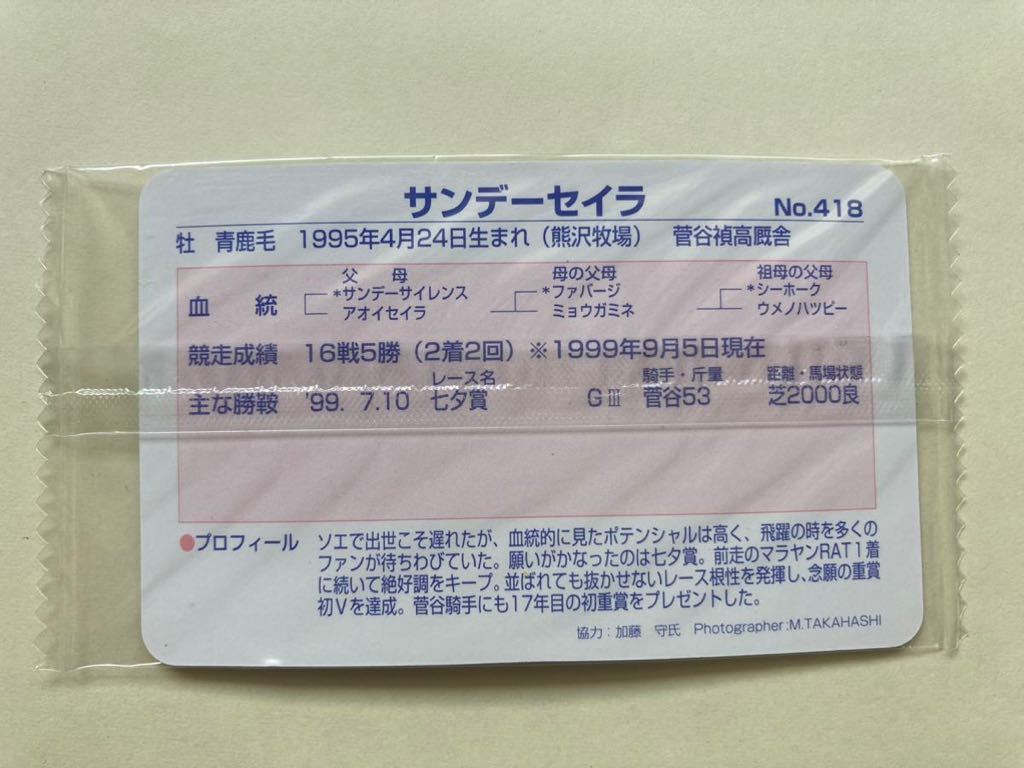 サンデーセイラ No.418
牡 青鹿毛 1995年4月24日生まれ（熊沢牧場） 菅谷禎高厩舎
父 母 母の父母 祖母の父母
血統 *サンデーサイレンス *ファバージ *シーホーク
アオイセイラ ミョウガミネ ウメノハツピー
競走成績 16戦5勝（2着2回）※1999年9月5日現在
レース名 騎手・斤量 距離・馬場状態
主な勝鞍 '99. 7.10 七夕賞 GⅢ 菅谷53 芝2000良
●プロフィール ソエで出世こそ遅れたが、血統的に見たポテンシャルは高く、飛躍の時を多くの
ファンが待ちわびていた。願いがかなったのは七夕賞。前走のマラヤンRAT1着
に続いて絶好調をキープ。並ばれても抜かせないレース根性を発揮し、念願の重賞
初Vを達成。菅谷騎手にも17年目の初重賞をプレゼントした。
協力：加藤 守氏 Photographer:M.TAKAHASHI